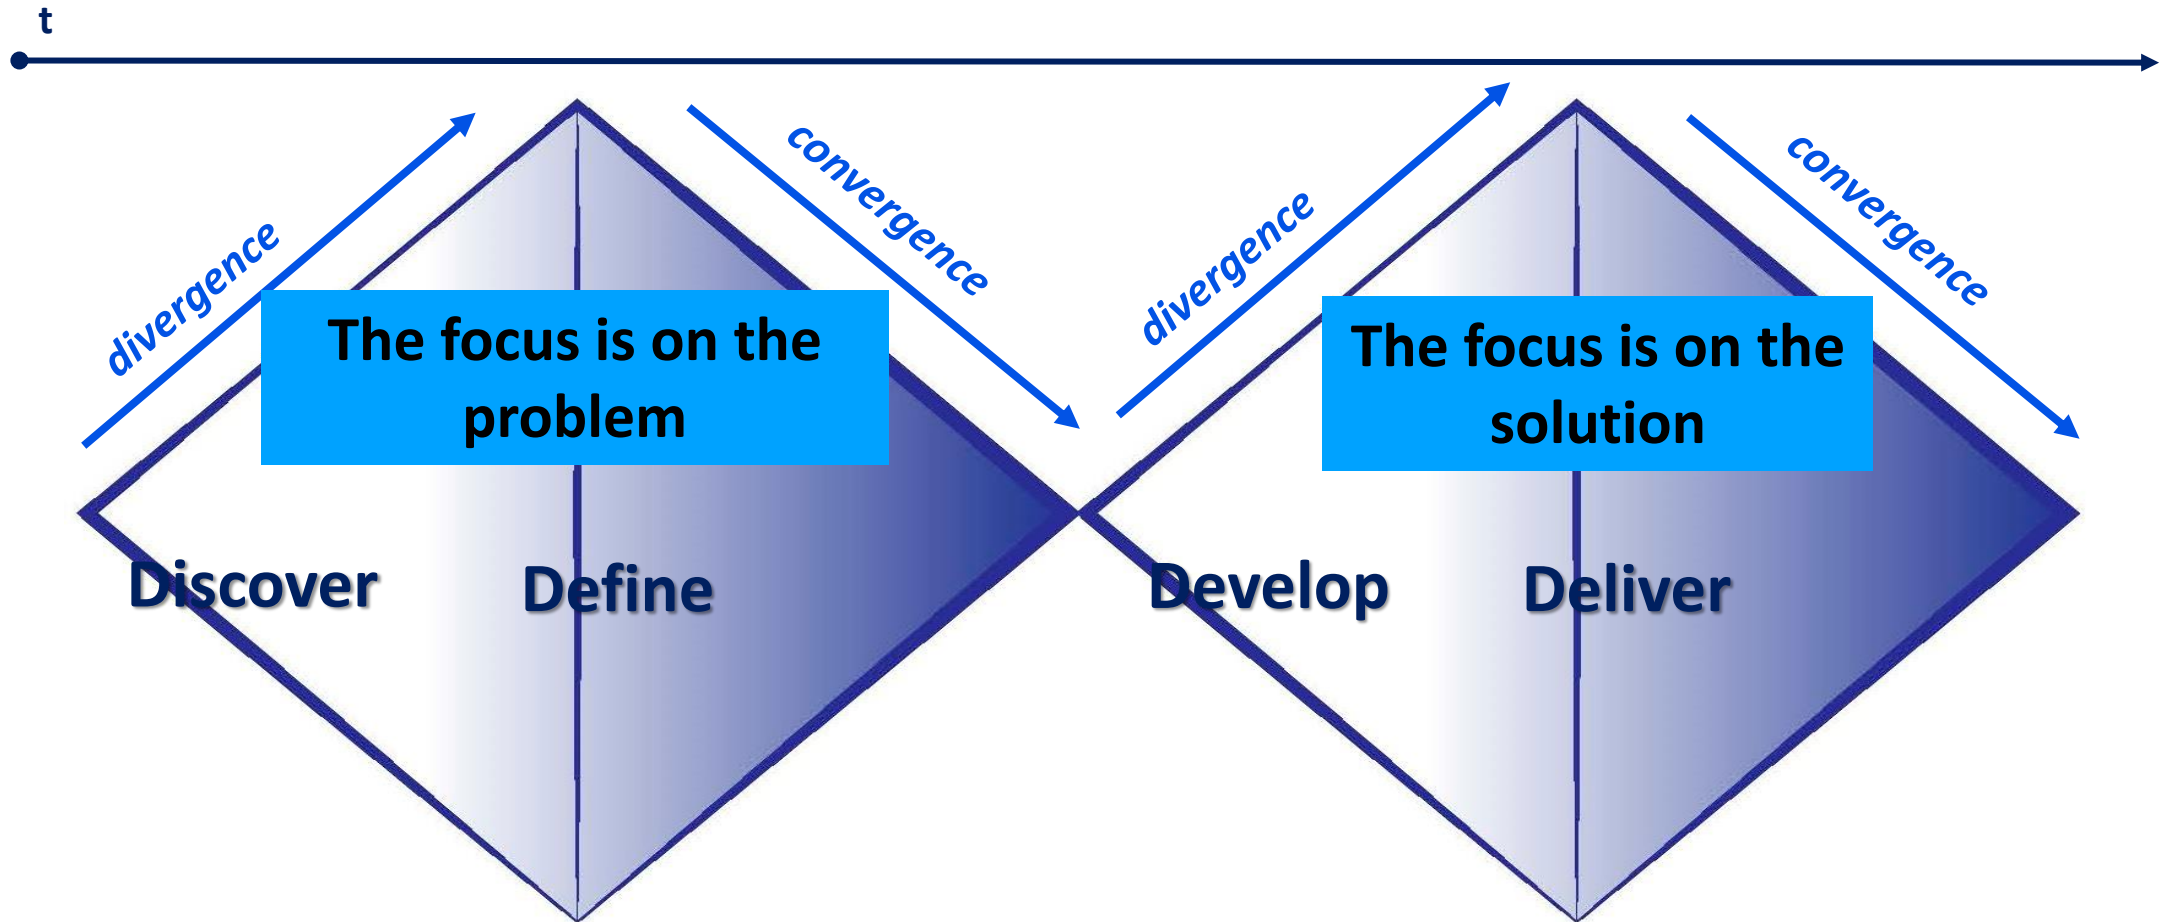 t
divergence
convergence
divergence
convergence
The focus is on the
problem
The focus is on the
solution
Discover
Define
Develop
Deliver